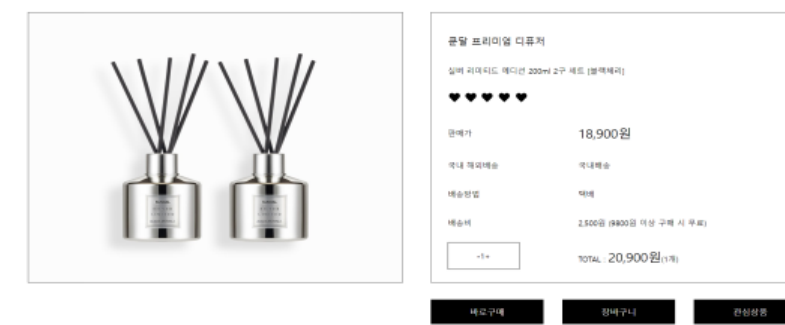 쿤달 프리미엄 디퓨저
실버 리미티드 에디션 200ml 2구 세트 [블랙체리]
판매가 18,900원
국내 해외배송 국내배송
배송방법 택배
배송비 2,500원 (9800원 이상 구매 시 무료)
-1+ TOTAL : 20,900원(1개)
바로구매 장바구니 관심상품